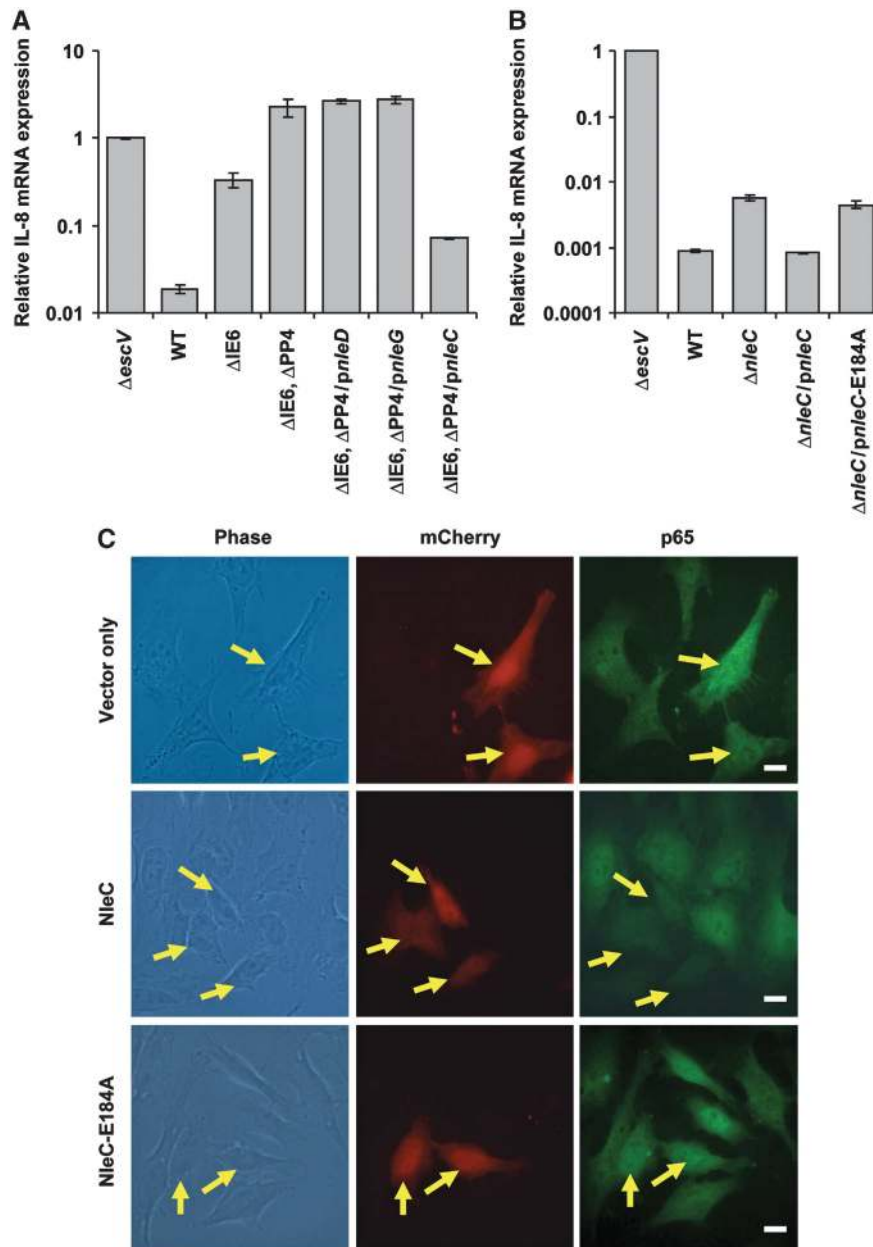 A
Relative IL-8 mRNA expression
10
1
0.1
0.01
ΔescV
WT
ΔIE6
ΔIE6, ΔPP4
ΔIE6, ΔPP4/pnleD
ΔIE6, ΔPP4/pnleG
ΔIE6, ΔPP4/pnleC
B
Relative IL-8 mRNA expression
1
0.1
0.01
0.001
0.0001
ΔescV
WT
ΔnleC
ΔnleC/pnleC
ΔnleC/pnleC-E184A
C
Phase
mCherry
p65
Vector only
NleC
NleC-E184A